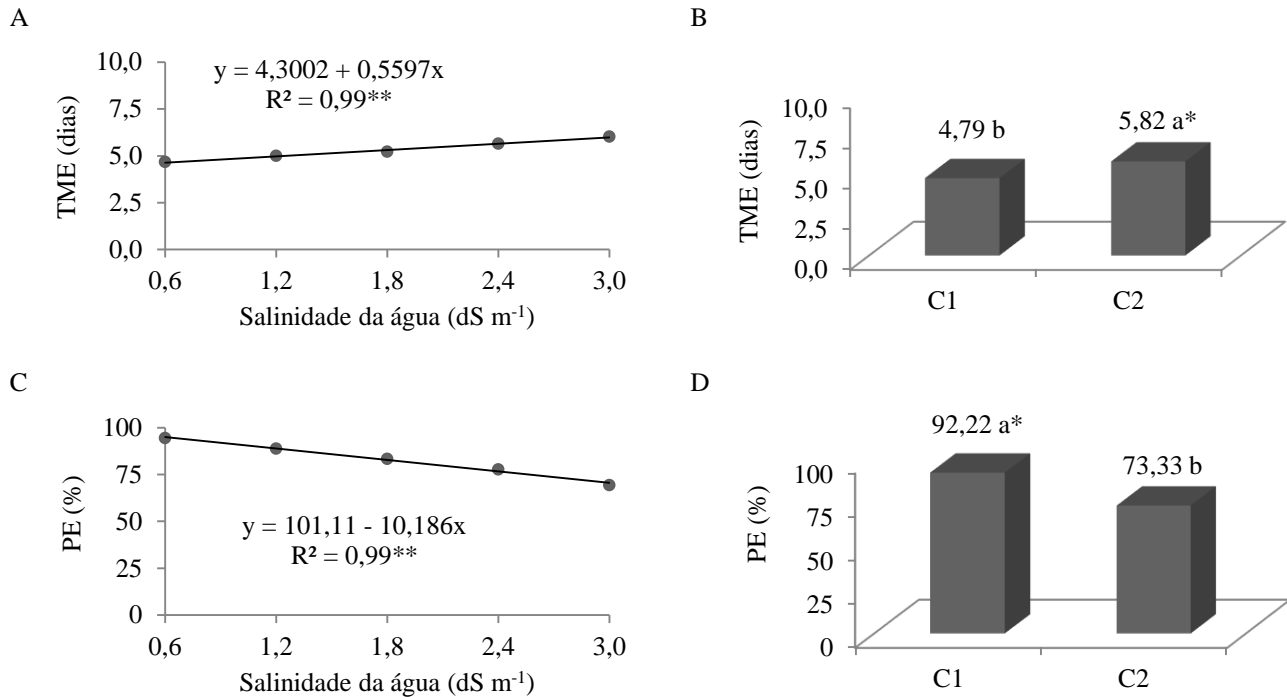 A
10,0
7,5
5,0
2,5
0,0
TME (dias)
y = 4,3002 + 0,5597x
R² = 0,99**
0,6 1,2 1,8 2,4 3,0
Salinidade da água (dS m⁻¹)
B
10,0
7,5
5,0
2,5
0,0
TME (dias)
4,79 b
5,82 a*
C1 C2
C
100
75
50
25
0
PE (%)
y = 101,11 - 10,186x
R² = 0,99**
0,6 1,2 1,8 2,4 3,0
Salinidade da água (dS m⁻¹)
D
100
75
50
25
0
PE (%)
92,22 a*
73,33 b
C1 C2